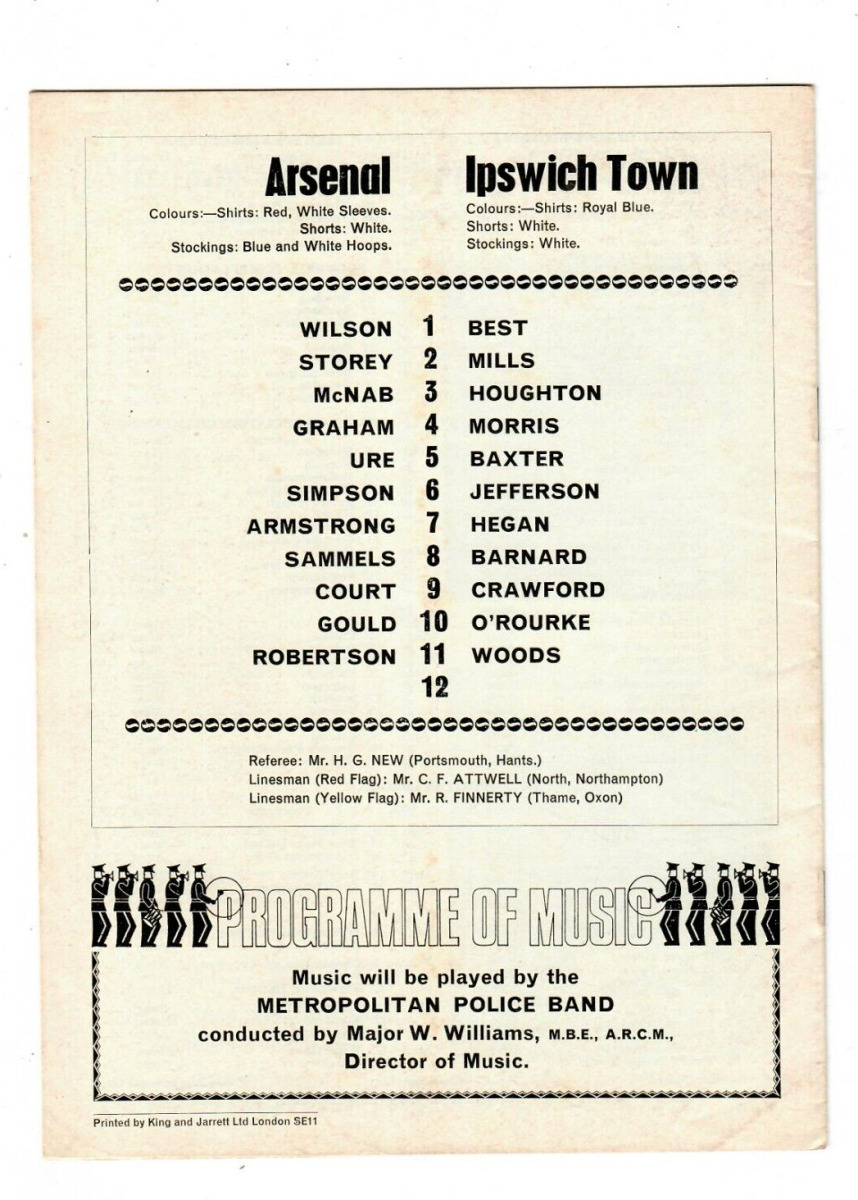 Arsenal Ipswich Town
Colours:—Shirts: Red, White Sleeves. Colours:—Shirts: Royal Blue.
Shorts: White. Shorts: White.
Stockings: Blue and White Hoops. Stockings: White.
WILSON 1 BEST
STOREY 2 MILLS
McNAB 3 HOUGHTON
GRAHAM 4 MORRIS
URE 5 BAXTER
SIMPSON 6 JEFFERSON
ARMSTRONG 7 HEGAN
SAMMELS 8 BARNARD
COURT 9 CRAWFORD
GOULD 10 O'ROURKE
ROBERTSON 11 WOODS
12
Referee: Mr. H. G. NEW (Portsmouth, Hants.)
Linesman (Red Flag): Mr. C. F. ATTWELL (North, Northampton)
Linesman (Yellow Flag): Mr. R. FINNERTY (Thame, Oxon)
PROGRAMME OF MUSIC
Music will be played by the
METROPOLITAN POLICE BAND
conducted by Major W. Williams, M.B.E., A.R.C.M.,
Director of Music.
Printed by King and Jarrett Ltd London SE11